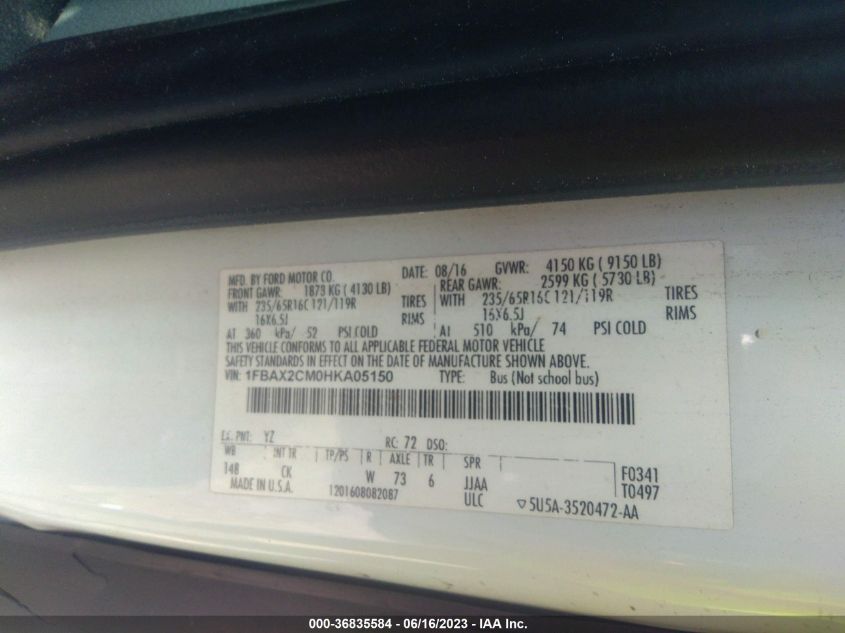 MFD. BY FORD MOTOR CO. DATE: 08/16 GVWR: 4150 KG ( 9150 LB)
FRONT GAWR: 1873 KG ( 4130 LB) REAR GAWR: 2599 KG ( 5730 LB)
WITH 235/65R16C 121/119R TIRES WITH 235/65R16C 121/119R TIRES
16X6.5J RIMS 16X6.5J RIMS
AT 360 kPa/ 52 PSI COLD AT 510 kPa/ 74 PSI COLD
THIS VEHICLE CONFORMS TO ALL APPLICABLE FEDERAL MOTOR VEHICLE
SAFETY STANDARDS IN EFFECT ON THE DATE OF MANUFACTURE SHOWN ABOVE.
VIN: 1FBAX2CM0HKA05150 TYPE: Bus (Not school bus)
EX. PNT: YZ RC: 72 DSO:
WB INT TR TP/PS R AXLE TR SPR
148 CK W 73 6 JJAA F0341
MADE IN U.S.A. 1201608082087 ULC T0497
5U5A-3520472-AA
000-36835584 - 06/16/2023 - IAA Inc.